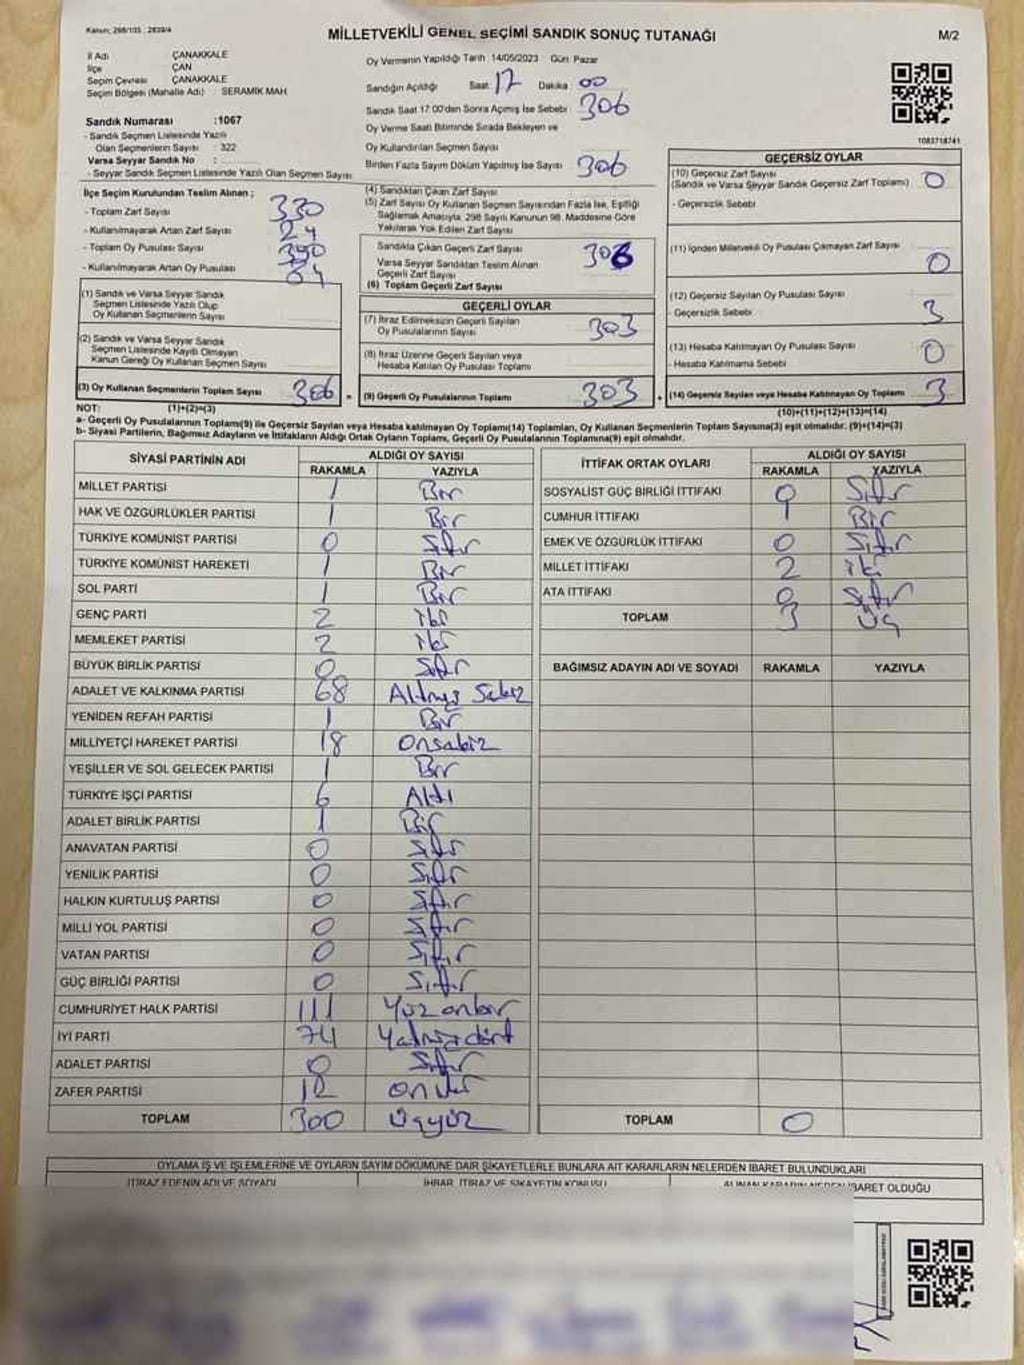 Kanun: 298/105 ; 2839/4
MİLLETVEKİLİ GENEL SEÇİMİ SANDIK SONUÇ TUTANAĞI
M/2
İl Adı ÇANAKKALE
İlçe ÇAN
Seçim Çevresi ÇANAKKALE
Seçim Bölgesi (Mahalle Adı) : SERAMİK MAH
Oy Vermenin Yapıldığı Tarih :14/05/2023 Gün: Pazar
Sandığın Açıldığı Saat: 17 Dakika: 00
Sandık Saat 17.00'den Sonra Açılmış İse Sebebi : 306
Oy Verme Saati Bitiminde Sırada Bekleyen ve
Oy Kullandırılan Seçmen Sayısı
Birden Fazla Sayım Döküm Yapılmış İse Sayısı 306
Sandık Numarası :1067
- Sandık Seçmen Listesinde Yazılı
Olan Seçmenlerin Sayısı : 322
Varsa Seyyar Sandık No :
- Seyyar Sandık Seçmen Listesinde Yazılı Olan Seçmen Sayısı
1083718741
İlçe Seçim Kurulundan Teslim Alınan ;
- Toplam Zarf Sayısı 330
- Kullanılmayarak Artan Zarf Sayısı 24
- Toplam Oy Pusulası Sayısı
- Kullanılmayarak Artan Oy Pusulası
(1) Sandık ve Varsa Seyyar Sandık
Seçmen Listesinde Yazılı Olup
Oy Kullanan Seçmenlerin Sayısı
(2) Sandık ve Varsa Seyyar Sandık
Seçmen Listesinde Kaydı Olmayan
Kanun Gereği Oy Kullanan Seçmen Sayısı
(3) Oy Kullanan Seçmenlerin Toplam Sayısı 306 =
(4) Sandıktan Çıkan Zarf Sayısı
(5) Zarf Sayısı Oy Kullanan Seçmen Sayısından Fazla İse, Eşitliği
Sağlamak Amacıyla, 298 Sayılı Kanunun 98. Maddesine Göre
Yakılarak Yok Edilen Zarf Sayısı
Sandıkta Çıkan Geçerli Zarf Sayısı 306
Varsa Seyyar Sandıktan Teslim Alınan
Geçerli Zarf Sayısı
(6) Toplam Geçerli Zarf Sayısı
GEÇERLİ OYLAR
(7) İtiraz Edilmeksizin Geçerli Sayılan
Oy Pusulalarının Sayısı 303
(8) İtiraz Üzerine Geçerli Sayılan veya
Hesaba Katılan Oy Pusulası Toplamı
(9) Geçerli Oy Pusulalarının Toplamı 303 +
GEÇERSİZ OYLAR
(10) Geçersiz Zarf Sayısı
(Sandık ve Varsa Seyyar Sandık Geçersiz Zarf Toplamı) 0
- Geçersizlik Sebebi
(11) İçinden Milletvekili Oy Pusulası Çıkmayan Zarf Sayısı
0
(12) Geçersiz Sayılan Oy Pusulası Sayısı
- Geçersizlik Sebebi 3
(13) Hesaba Katılmayan Oy Pusulası Sayısı 0
- Hesaba Katılmama Sebebi
(14) Geçersiz Sayılan veya Hesaba Katılmayan Oy Toplamı 3
NOT: (1)+(2)=(3)
(10)+(11)+(12)+(13)=(14)
a- Geçerli Oy Pusulalarının Toplamı(9) ile Geçersiz Sayılan veya Hesaba katılmayan Oy Toplamı(14) Toplamları, Oy Kullanan Seçmenlerin Toplam Sayısına(3) eşit olmalıdır. (9)+(14)=(3)
b- Siyasi Partilerin, Bağımsız Adayların ve İttifakların Aldığı Ortak Oyların Toplamı, Geçerli Oy Pusulalarının Toplamına(9) eşit olmalıdır.
SİYASİ PARTİNİN ADI ALDIĞI OY SAYISI
RAKAMLA YAZIYLA
MİLLET PARTİSİ 1 Bir
HAK VE ÖZGÜRLÜKLER PARTİSİ 1 Bir
TÜRKİYE KOMÜNİST PARTİSİ 0 Sıfır
TÜRKİYE KOMÜNİST HAREKETİ 1 Bir
SOL PARTİ 1 Bir
GENÇ PARTİ 2 iki
MEMLEKET PARTİSİ 2 iki
BÜYÜK BİRLİK PARTİSİ 0 Sıfır
ADALET VE KALKINMA PARTİSİ 68 Altmış Sekiz
YENİDEN REFAH PARTİSİ 1 Bir
MİLLİYETÇİ HAREKET PARTİSİ 18 Onsekiz
YEŞİLLER VE SOL GELECEK PARTİSİ 1 Bir
TÜRKİYE İŞÇİ PARTİSİ 6 Altı
ADALET BİRLİK PARTİSİ 1 Bir
ANAVATAN PARTİSİ 0 Sıfır
YENİLİK PARTİSİ 0 Sıfır
HALKIN KURTULUŞ PARTİSİ 0 Sıfır
MİLLİ YOL PARTİSİ 0 Sıfır
VATAN PARTİSİ 0 Sıfır
GÜÇ BİRLİĞİ PARTİSİ 0 Sıfır
CUMHURİYET HALK PARTİSİ 111 Yüz onbir
İYİ PARTİ 74 Yetmiş dört
ADALET PARTİSİ 0 Sıfır
ZAFER PARTİSİ 12
TOPLAM 300 Üçyüz
İTTİFAK ORTAK OYLARI ALDIĞI OY SAYISI
RAKAMLA YAZIYLA
SOSYALİST GÜÇ BİRLİĞİ İTTİFAKI 0 Sıfır
CUMHUR İTTİFAKI 1 Bir
EMEK VE ÖZGÜRLÜK İTTİFAKI 0 Sıfır
MİLLET İTTİFAKI 2 iki
ATA İTTİFAKI 0 Sıfır
TOPLAM 3 Üç
BAĞIMSIZ ADAYIN ADI VE SOYADI RAKAMLA YAZIYLA
TOPLAM 0
OYLAMA İŞ VE İŞLEMLERİNE VE OYLARIN SAYIM DÖKÜMÜNE DAİR ŞİKAYETLERLE BUNLARA AİT KARARLARIN NELERDEN İBARET BULUNDUKLARI
İTİRAZ EDENİN ADI VE SOYADI İHBAR, İTİRAZ VE ŞİKAYETİN KONUSU ALINAN KARARIN NEDEN İBARET OLDUĞU